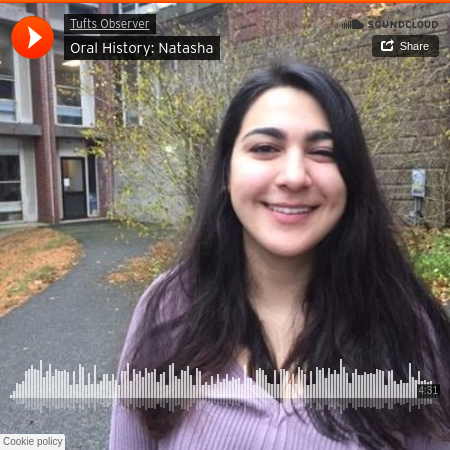 Tufts Observer
SOUNDCLOUD
Oral History: Natasha
Share
4:31
Cookie policy